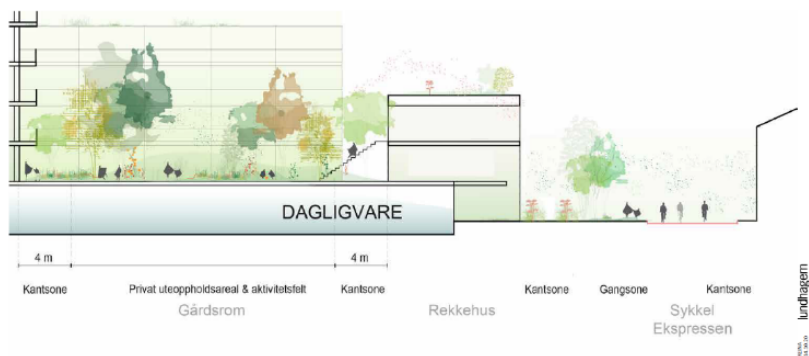 DAGLIGVARE
4 m
4 m
Kantsone
Privat uteoppholdsareal & aktivitetsfelt
Kantsone
Kantsone
Gangsone
Kantsone
Gårdsrom
Rekkehus
Sykkel
Ekspressen
lundhagem